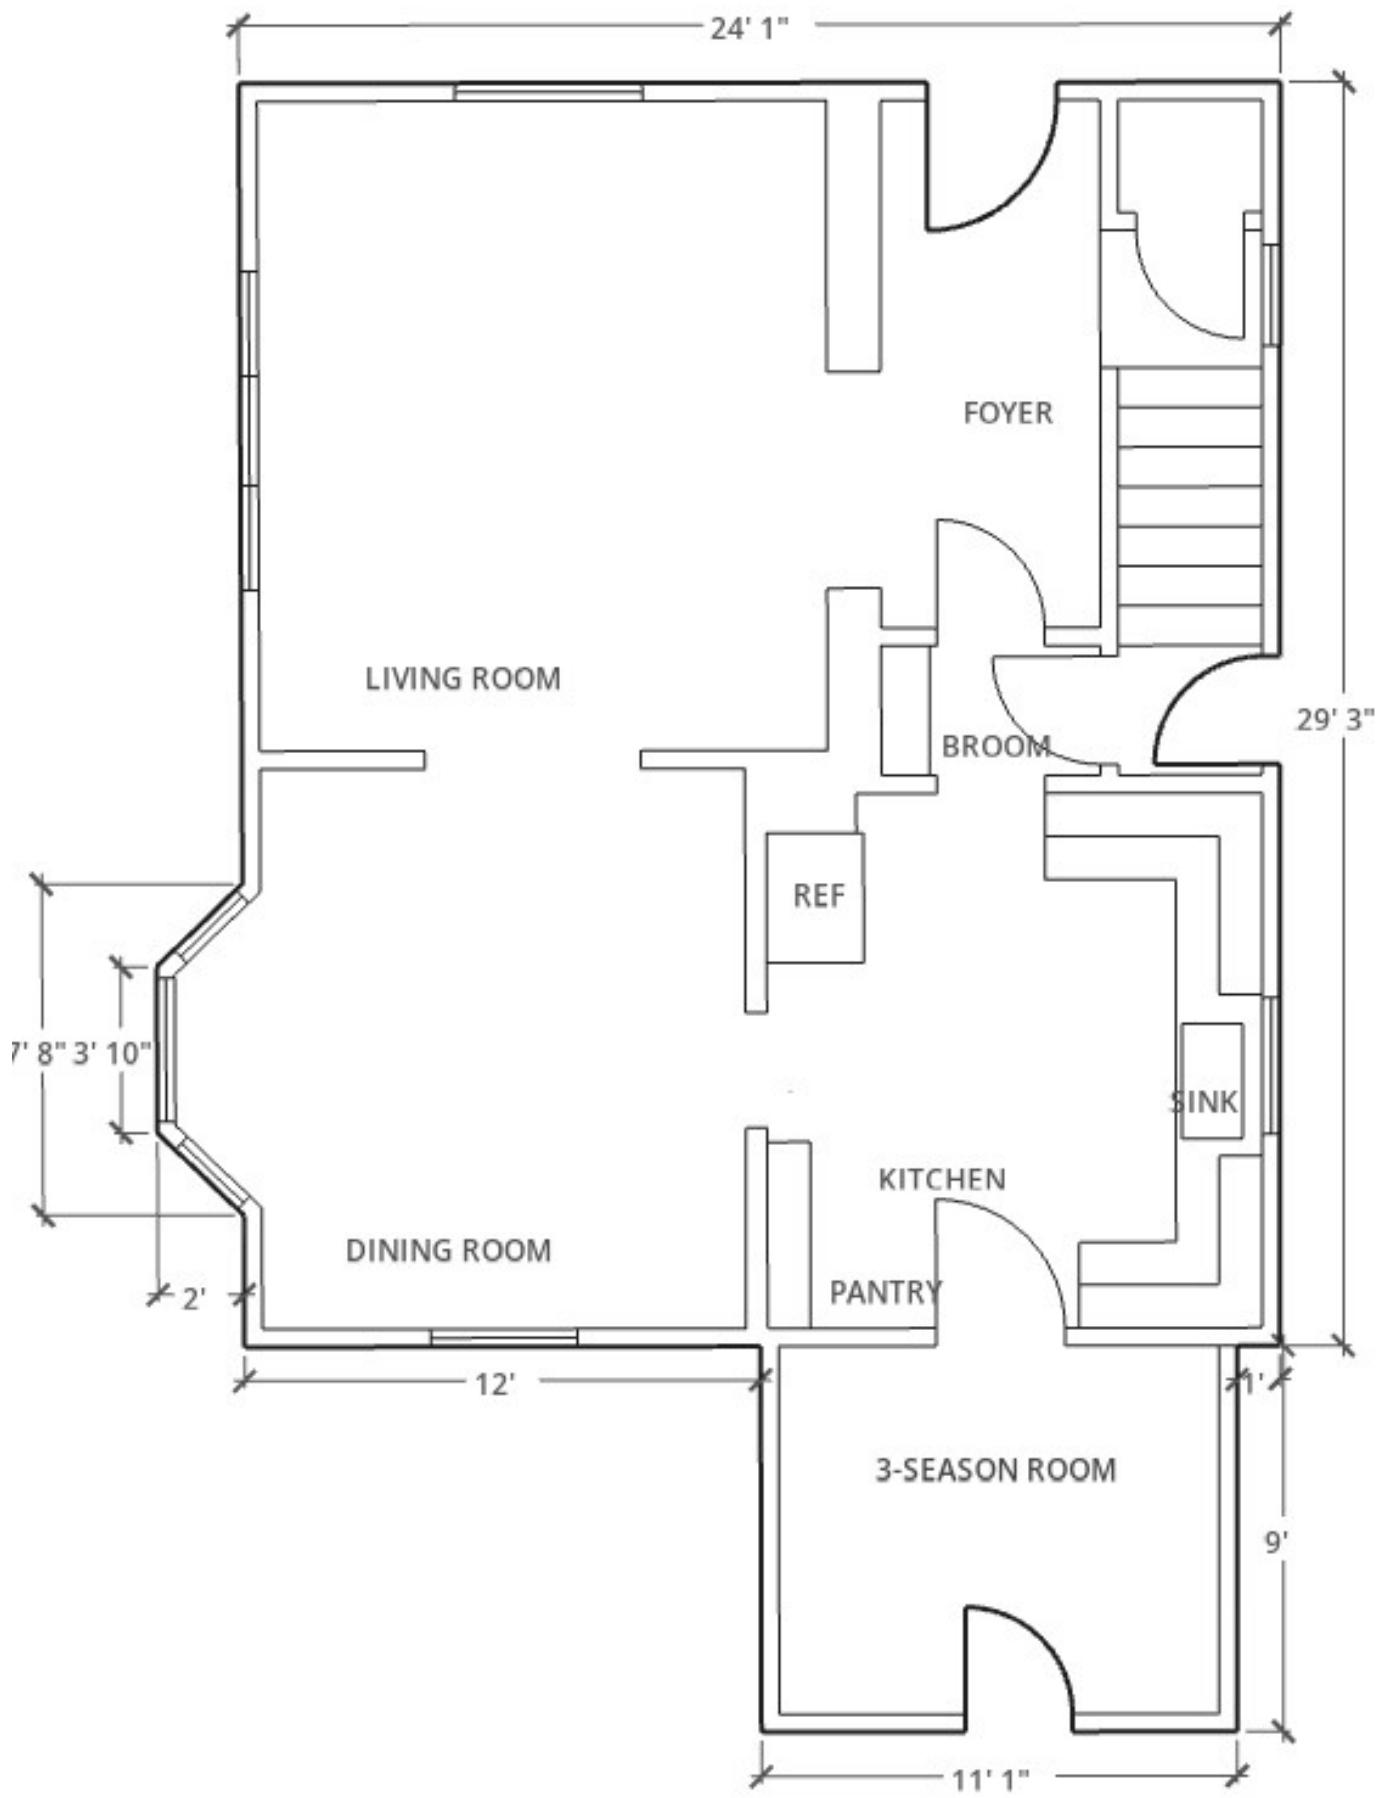 24' 1"
FOYER
LIVING ROOM
29' 3"
BROOM
REF
7' 8" 3' 10"
SINK
KITCHEN
DINING ROOM
PANTRY
2'
12'
1'
3-SEASON ROOM
9'
11' 1"